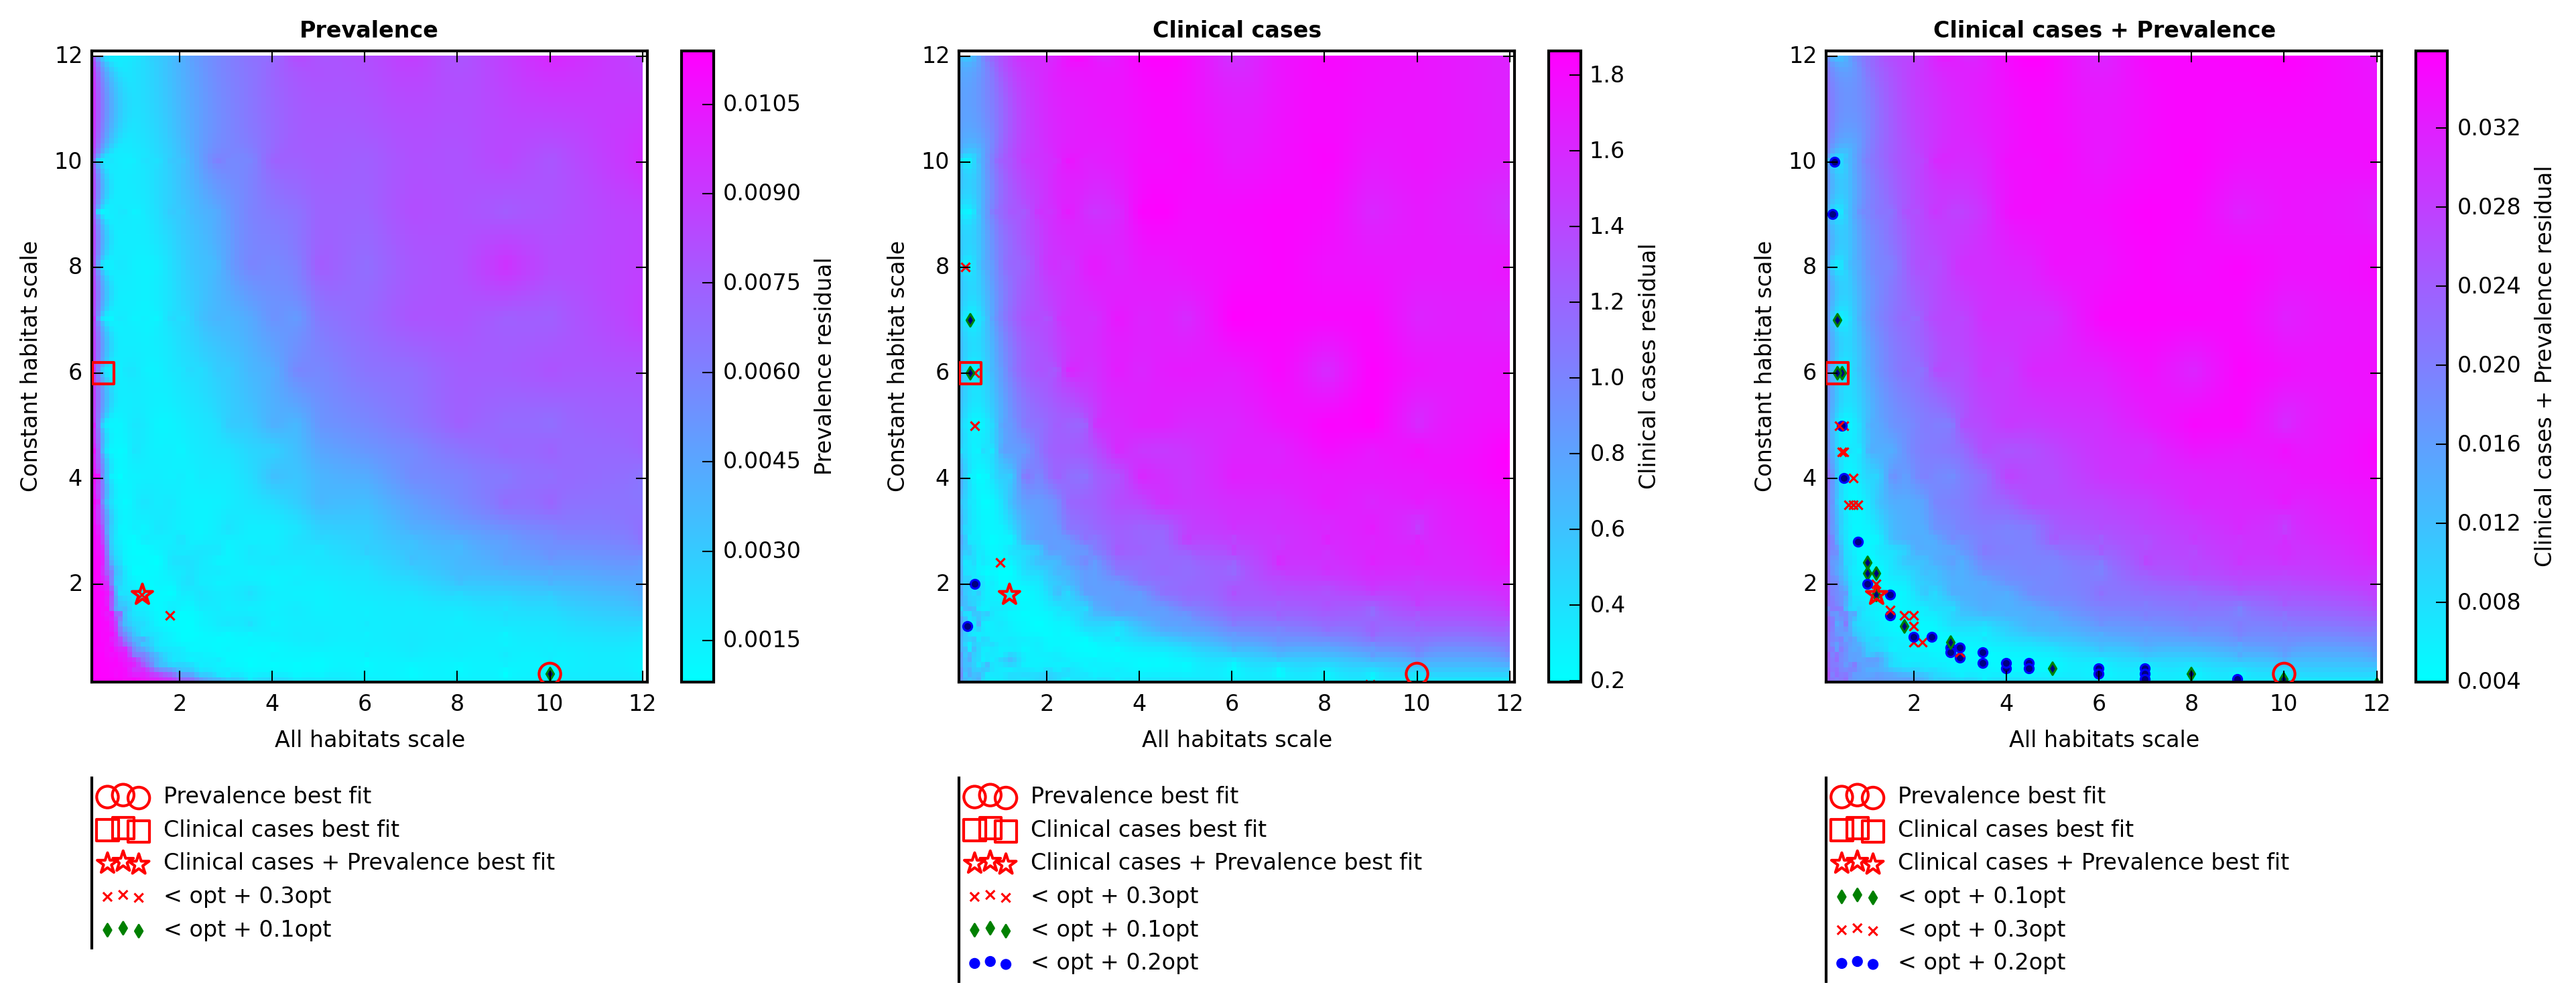 Prevalence
Clinical cases
Clinical cases + Prevalence
12
10
8
6
4
2
2 4 6 8 10 12
Constant habitat scale
All habitats scale
0.0105
0.0090
0.0075
0.0060
0.0045
0.0030
0.0015
Prevalence residual
12
10
8
6
4
2
2 4 6 8 10 12
Constant habitat scale
All habitats scale
1.8
1.6
1.4
1.2
1.0
0.8
0.6
0.4
0.2
Clinical cases residual
12
10
8
6
4
2
2 4 6 8 10 12
Constant habitat scale
All habitats scale
0.032
0.028
0.024
0.020
0.016
0.012
0.008
0.004
Clinical cases + Prevalence residual
Prevalence best fit
Clinical cases best fit
Clinical cases + Prevalence best fit
< opt + 0.3opt
< opt + 0.1opt
Prevalence best fit
Clinical cases best fit
Clinical cases + Prevalence best fit
< opt + 0.3opt
< opt + 0.1opt
< opt + 0.2opt
Prevalence best fit
Clinical cases best fit
Clinical cases + Prevalence best fit
< opt + 0.1opt
< opt + 0.3opt
< opt + 0.2opt